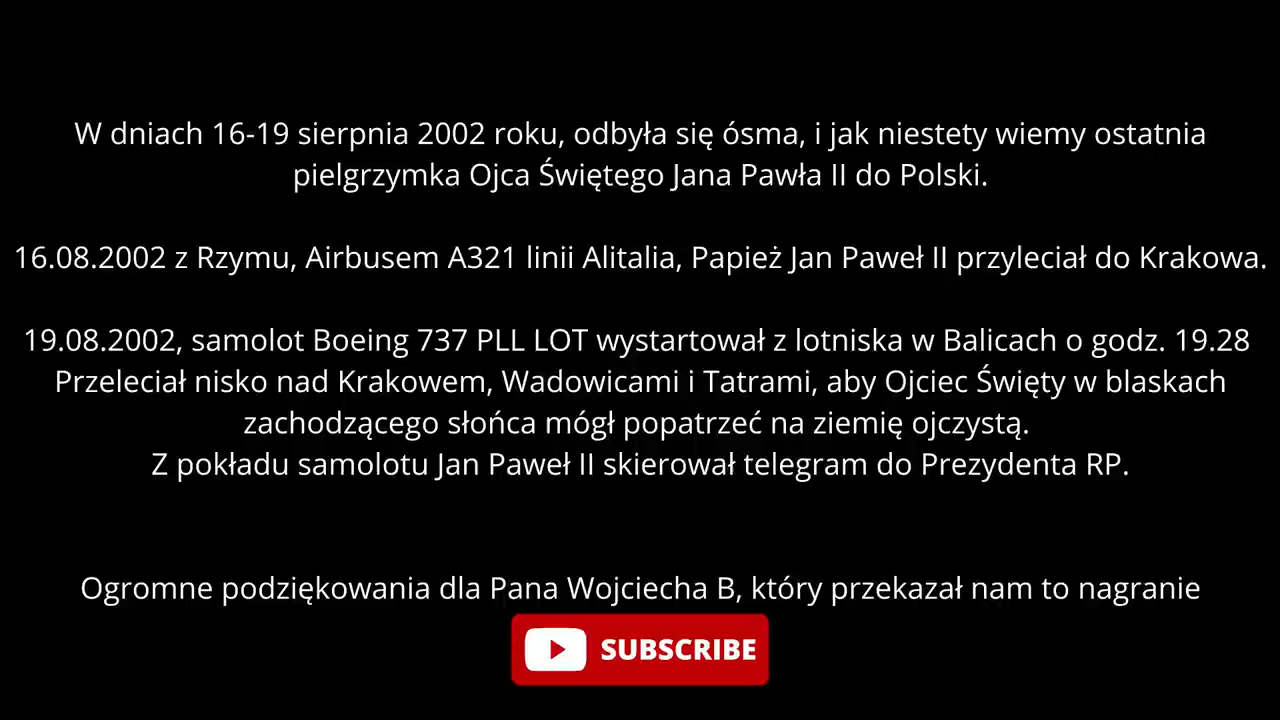 W dniach 16-19 sierpnia 2002 roku, odbyła się ósma, i jak niestety wiemy ostatnia
pielgrzymka Ojca Świętego Jana Pawła II do Polski.
16.08.2002 z Rzymu, Airbusem A321 linii Alitalia, Papież Jan Paweł II przyleciał do Krakowa.
19.08.2002, samolot Boeing 737 PLL LOT wystartował z lotniska w Balicach o godz. 19.28
Przeleciał nisko nad Krakowem, Wadowicami i Tatrami, aby Ojciec Święty w blaskach
zachodzącego słońca mógł popatrzeć na ziemię ojczystą.
Z pokładu samolotu Jan Paweł II skierował telegram do Prezydenta RP.
Ogromne podziękowania dla Pana Wojciecha B, który przekazał nam to nagranie
SUBSCRIBE